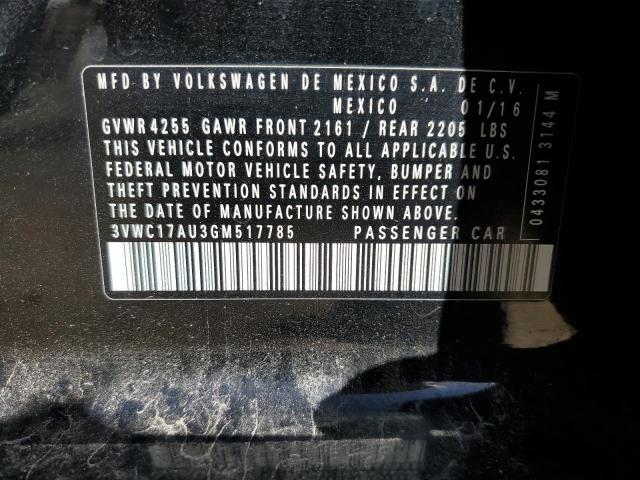 MFD BY VOLKSWAGEN DE MEXICO S.A. DE C.V.
MEXICO 01/16
GVWR 4255 GAWR FRONT 2161 / REAR 2205 LBS
THIS VEHICLE CONFORMS TO ALL APPLICABLE U.S.
FEDERAL MOTOR VEHICLE SAFETY, BUMPER AND
THEFT PREVENTION STANDARDS IN EFFECT ON
THE DATE OF MANUFACTURE SHOWN ABOVE.
3VWC17AU3GM517785 PASSENGER CAR
0433081 3144 M